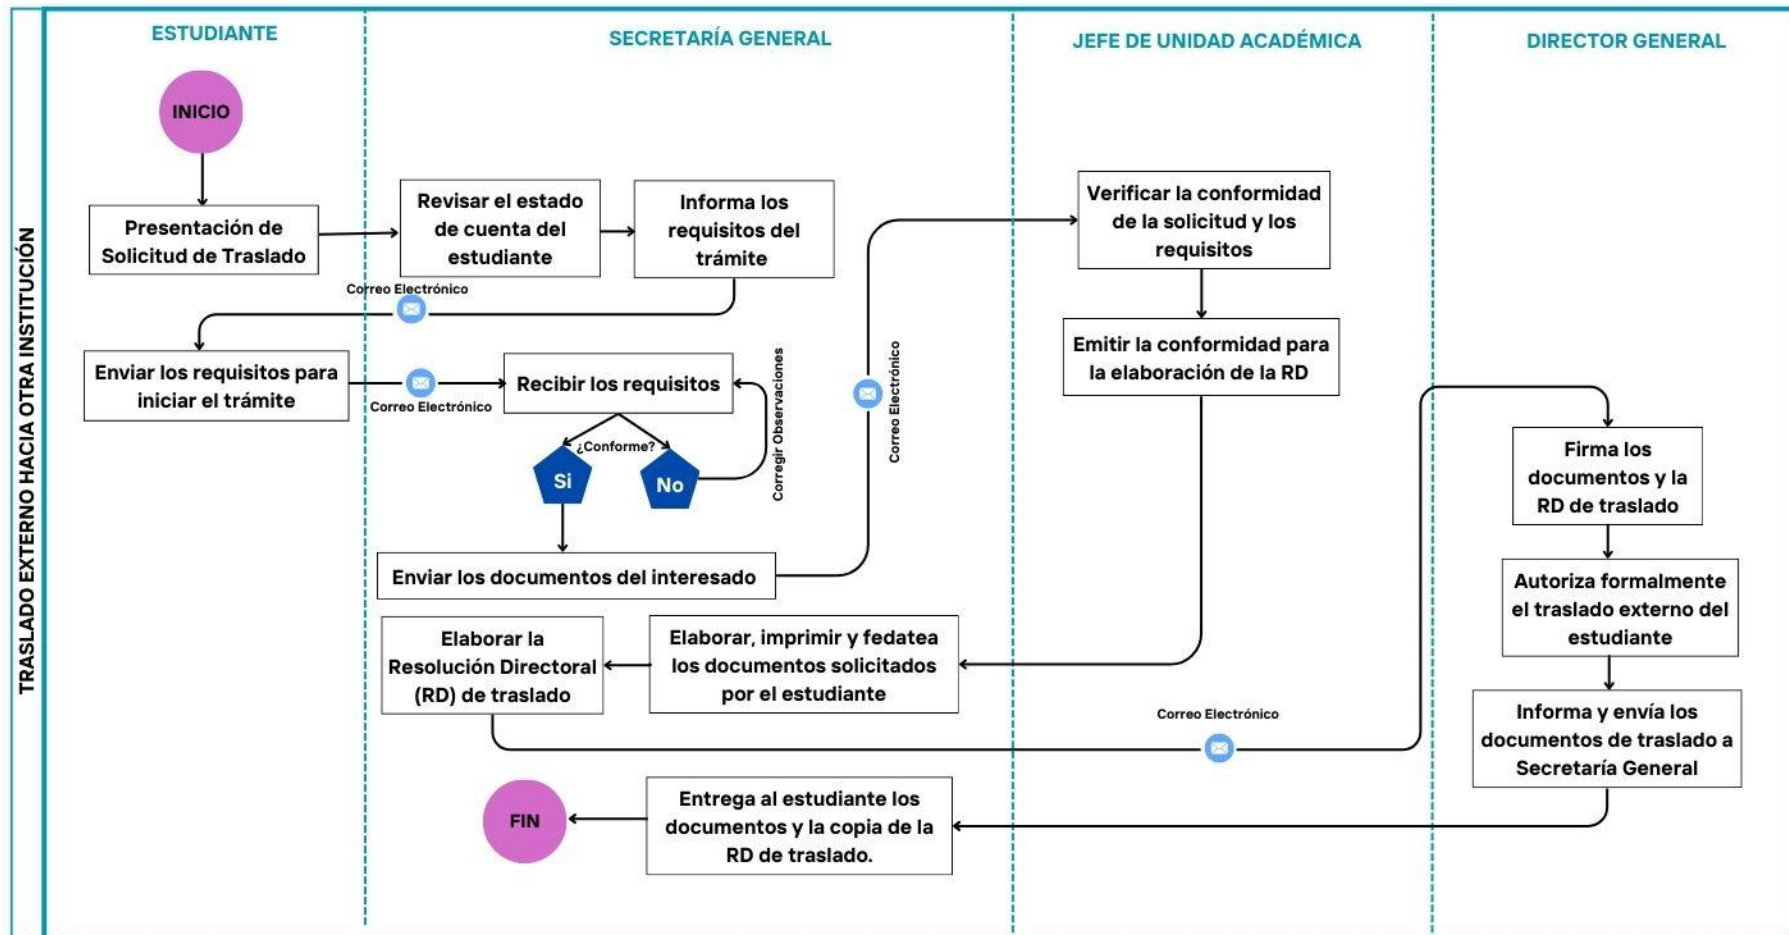 TRASLADO EXTERNO HACIA OTRA INSTITUCIÓN
ESTUDIANTE
SECRETARÍA GENERAL
JEFE DE UNIDAD ACADÉMICA
DIRECTOR GENERAL
INICIO
Presentación de
Solicitud de Traslado
Revisar el estado
de cuenta del
estudiante
Informa los
requisitos del
trámite
Correo Electrónico
Enviar los requisitos para
iniciar el trámite
Correo Electrónico
Recibir los requisitos
¿Conforme?
Si
No
Corregir Observaciones
Enviar los documentos del interesado
Correo Electrónico
Verificar la conformidad
de la solicitud y los
requisitos
Emitir la conformidad para
la elaboración de la RD
Elaborar, imprimir y fedatea
los documentos solicitados
por el estudiante
Elaborar la
Resolución Directoral
(RD) de traslado
Correo Electrónico
Firma los
documentos y la
RD de traslado
Autoriza formalmente
el traslado externo del
estudiante
Informa y envía los
documentos de traslado a
Secretaría General
Entrega al estudiante los
documentos y la copia de la
RD de traslado.
FIN